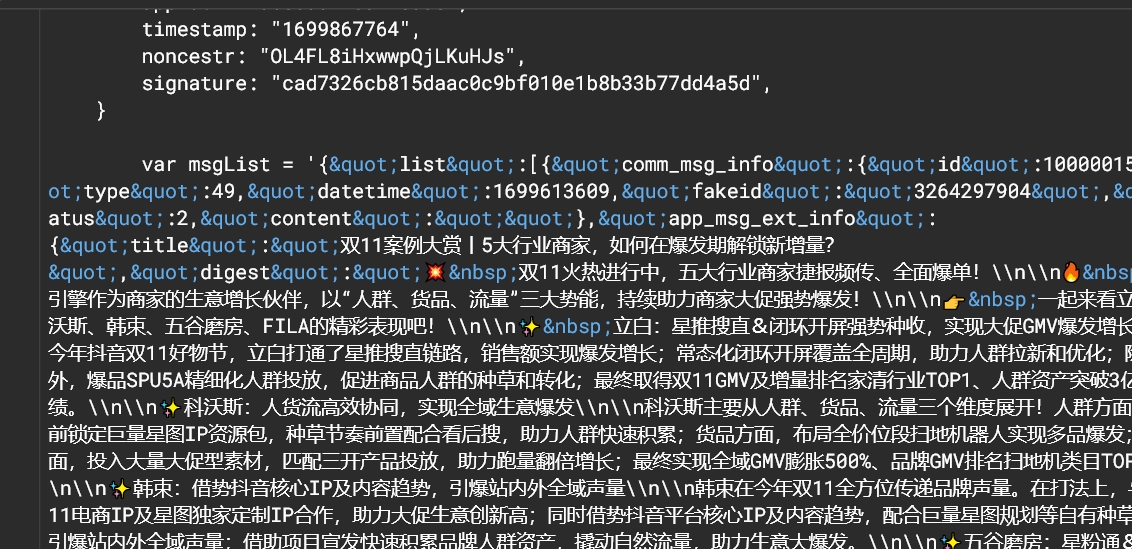 timestamp: "1699867764",
noncestr: "OL4FL8iHxwwpQjLKuHJs",
signature: "cad7326cb815daac0c9bf010e1b8b33b77dd4a5d",
}
var msgList = '{&quot;list&quot;:[{&quot;comm_msg_info&quot;:{&quot;id&quot;:10000015
ot;type&quot;:49,&quot;datetime&quot;:1699613609,&quot;fakeid&quot;:&quot;3264297904&quot;,&
atus&quot;:2,&quot;content&quot;:&quot;&quot;},&quot;app_msg_ext_info&quot;:
{&quot;title&quot;:&quot;双11案例大赏丨5大行业商家，如何在爆发期解锁新增量？
&quot;,&quot;digest&quot;:&quot;💥&nbsp;双11火热进行中，五大行业商家捷报频传、全面爆单！\\n\\n🔥&nbs
引擎作为商家的生意增长伙伴，以“人群、货品、流量”三大势能，持续助力商家大促强势爆发！\\n\\n👉&nbsp;一起来看立
沃斯、韩束、五谷磨房、FILA的精彩表现吧！\\n\\n✨&nbsp;立白：星推搜直&闭环开屏强势种收，实现大促GMV爆发增长
今年抖音双11好物节，立白打通了星推搜直链路，销售额实现爆发增长；常态化闭环开屏覆盖全周期，助力人群拉新和优化；
外，爆品SPU5A精细化人群投放，促进商品人群的种草和转化；最终取得双11GMV及增量排名家清行业TOP1、人群资产突破3亿
绩。\\n\\n✨科沃斯：人货流高效协同，实现全域生意爆发\\n\\n科沃斯主要从人群、货品、流量三个维度展开！人群方面
前锁定巨量星图IP资源包，种草节奏前置配合看后搜，助力人群快速积累；货品方面，布局全价位段扫地机器人实现多品爆发；
面，投入大量大促型素材，匹配三开产品投放，助力跑量翻倍增长；最终实现全域GMV膨胀500%、品牌GMV排名扫地机类目TOP
\n\\n✨韩束：借势抖音核心IP及内容趋势，引爆站内外全域声量\\n\\n韩束在今年双11全方位传递品牌声量。在打法上，
11电商IP及星图独家定制IP合作，助力大促生意创新高；同时借势抖音平台核心IP及内容趋势，配合巨量星图规划等自有种草
引爆站内外全域声量；借助项目宣发快速积累品牌人群资产，撬动自然流量，助力生意大爆发。\\n\\n✨五谷磨房：星粉通&